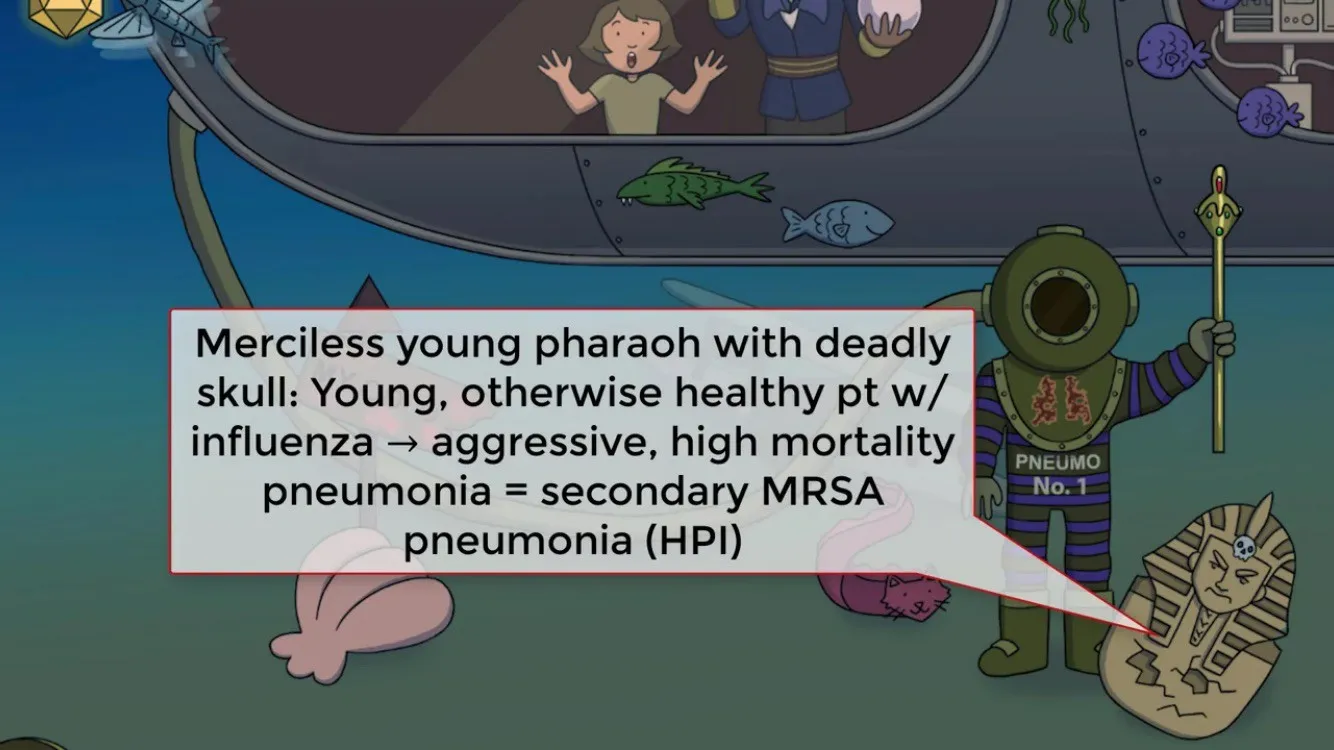 Merciless young pharaoh with deadly
skull: Young, otherwise healthy pt w/
influenza → aggressive, high mortality
pneumonia = secondary MRSA
pneumonia (HPI)
PNEUMO
No. 1